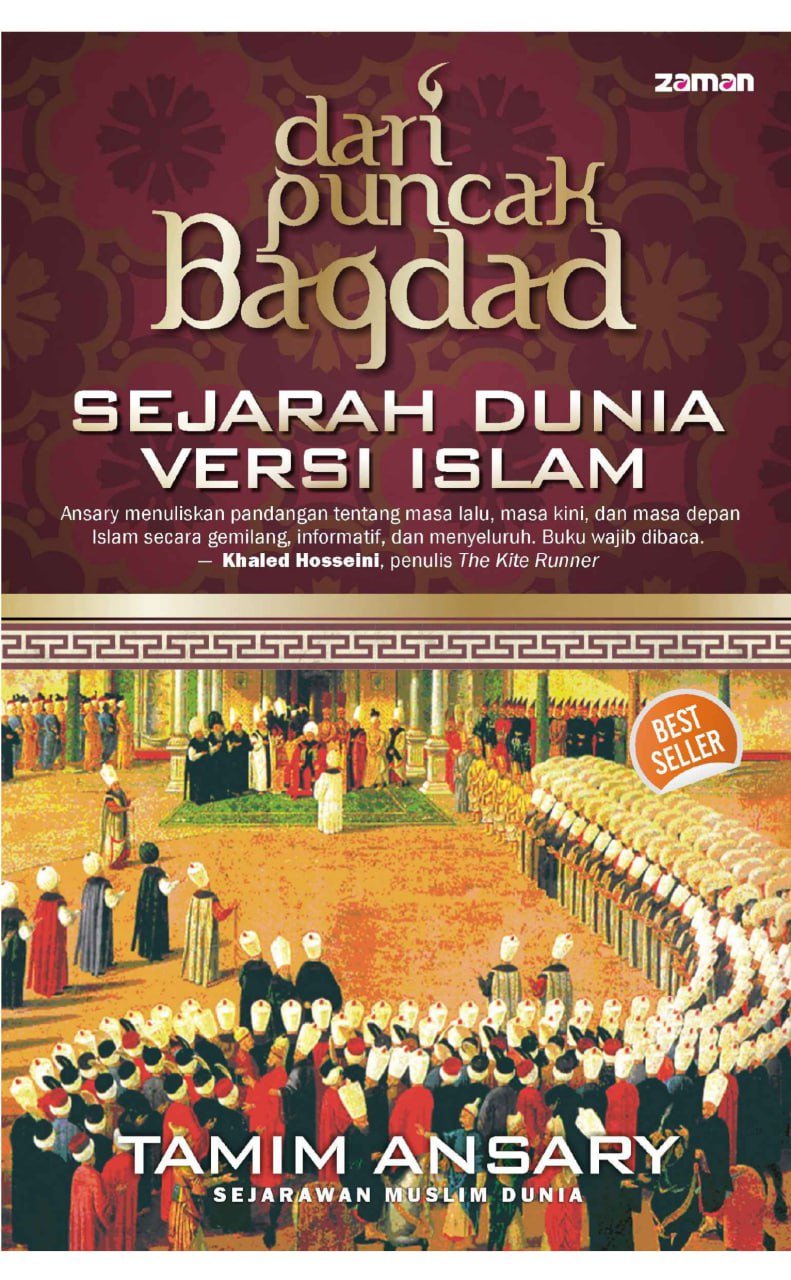 zaman
dari
puncak
Bagdad
SEJARAH DUNIA
VERSI ISLAM
Ansary menuliskan pandangan tentang masa lalu, masa kini, dan masa depan
Islam secara gemilang, informatif, dan menyeluruh. Buku wajib dibaca.
— Khaled Hosseini, penulis The Kite Runner
BEST
SELLER
TAMIM ANSARY
SEJARAWAN MUSLIM DUNIA